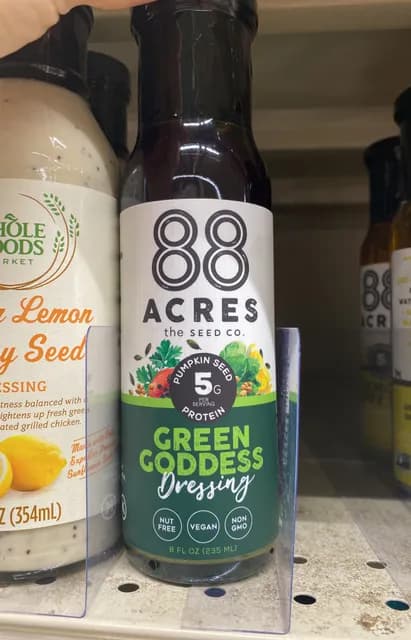 88
ACRES
the SEED CO.
PUMPKIN SEED
5G
PER
SERVING
PROTEIN
GREEN
GODDESS
Dressing
NUT
FREE
VEGAN
NON
GMO
8 FL OZ (235 ML)
HOLE
OODS
RKET
Lemon
y Seed
ESSING
tness balanced with
ightens up fresh gree
ated grilled chicken.
Z (354mL)
88
ACR